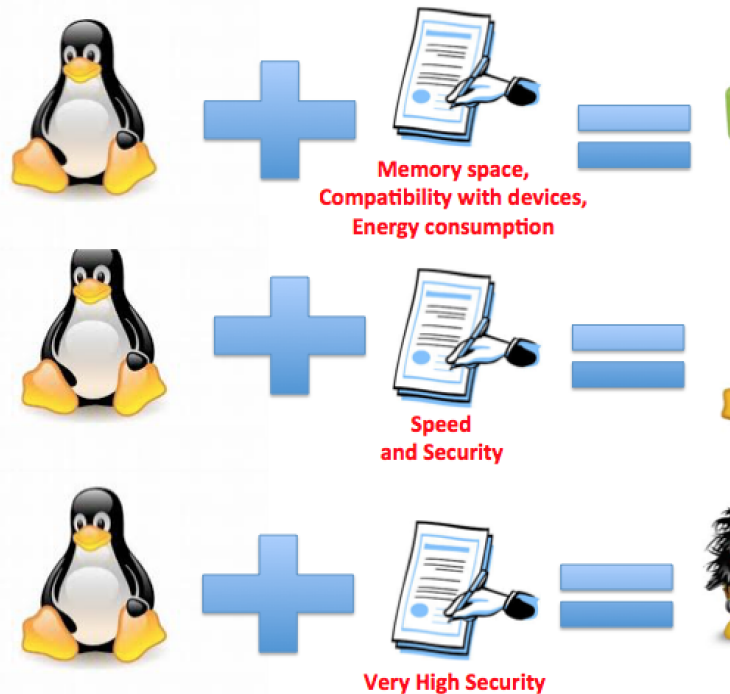 Memory space,
Compatibility with devices,
Energy consumption
Speed
and Security
Very High Security